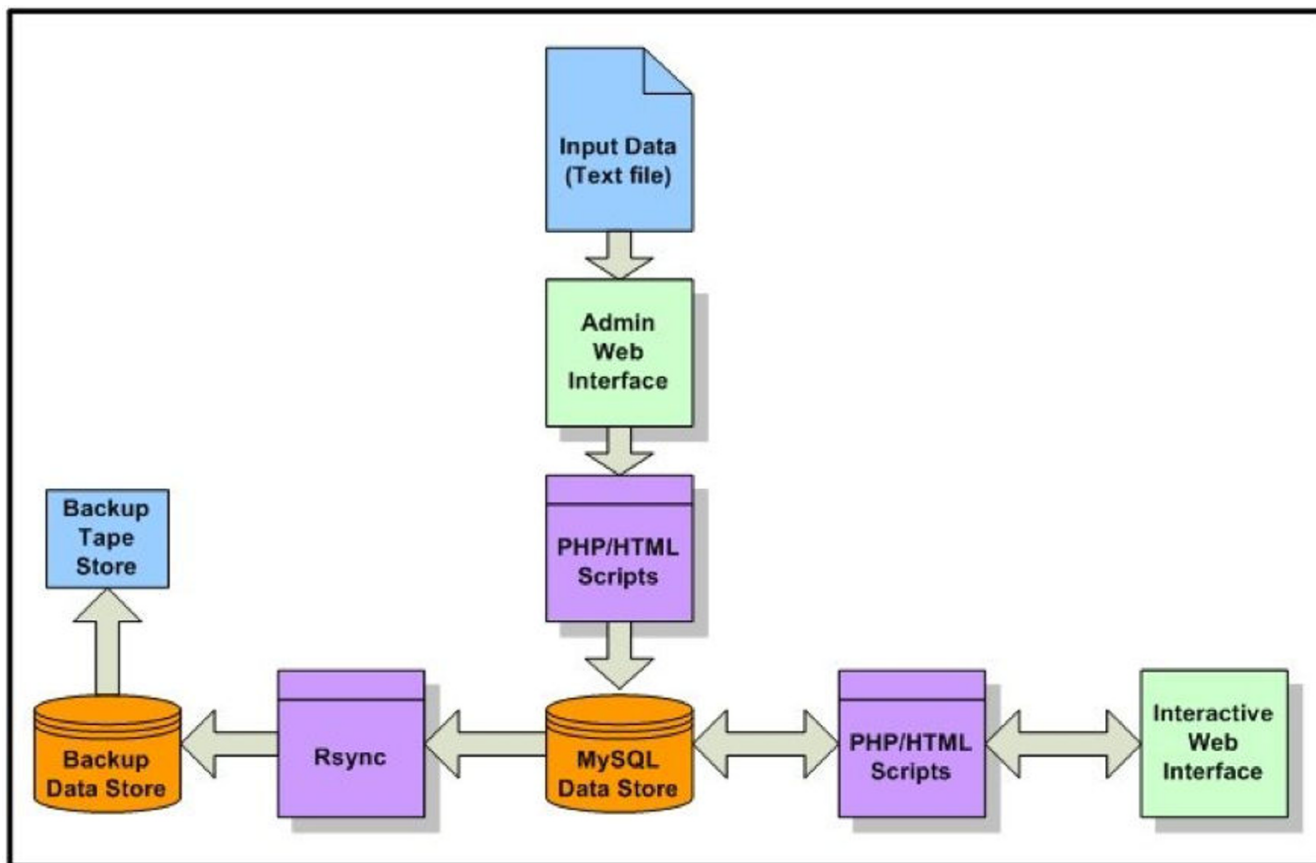 Input Data
(Text file)
Admin
Web
Interface
PHP/HTML
Scripts
Backup
Tape
Store
Backup
Data Store
Rsync
MySQL
Data Store
PHP/HTML
Scripts
Interactive
Web
Interface